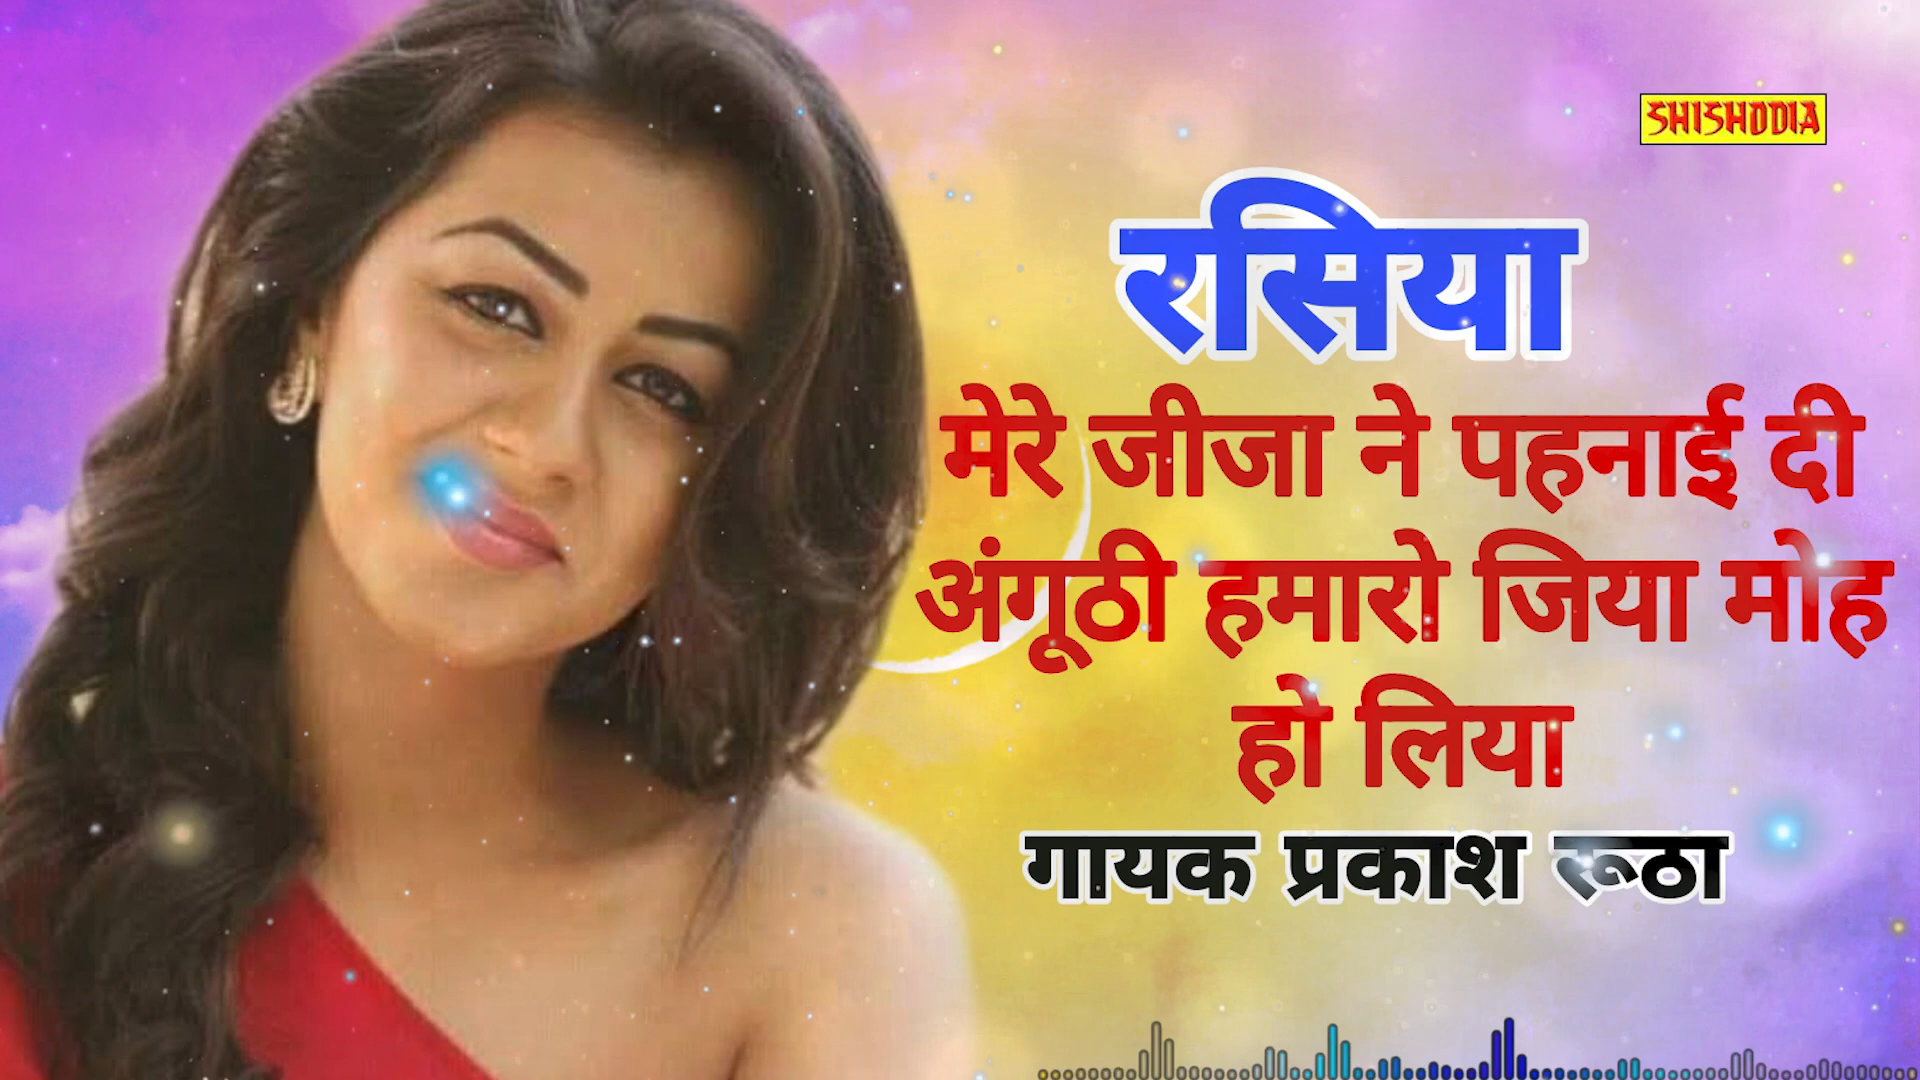 SHISHODIA
रसिया
मेरे जीजा ने पहनाई दी
अंगूठी हमारो जिया मोह
हो लिया
गायक प्रकाश रूठा